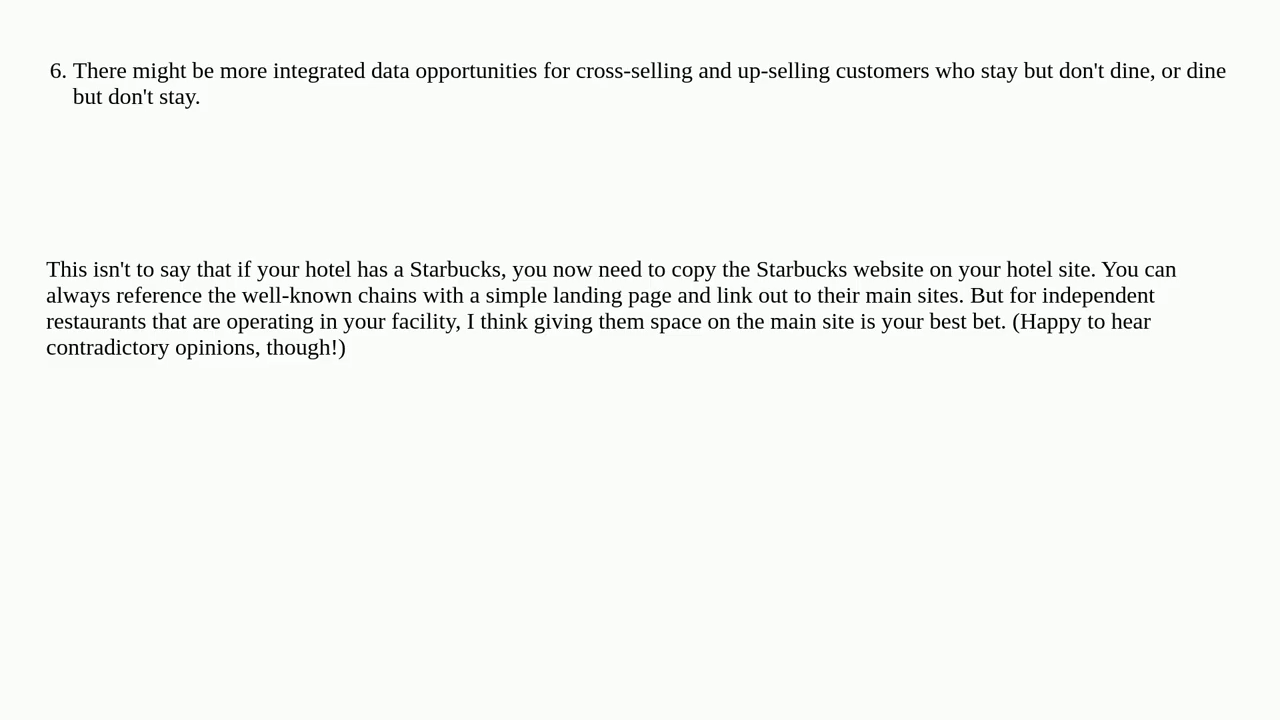 6. There might be more integrated data opportunities for cross-selling and up-selling customers who stay but don't dine, or dine
but don't stay.
This isn't to say that if your hotel has a Starbucks, you now need to copy the Starbucks website on your hotel site. You can
always reference the well-known chains with a simple landing page and link out to their main sites. But for independent
restaurants that are operating in your facility, I think giving them space on the main site is your best bet. (Happy to hear
contradictory opinions, though!)